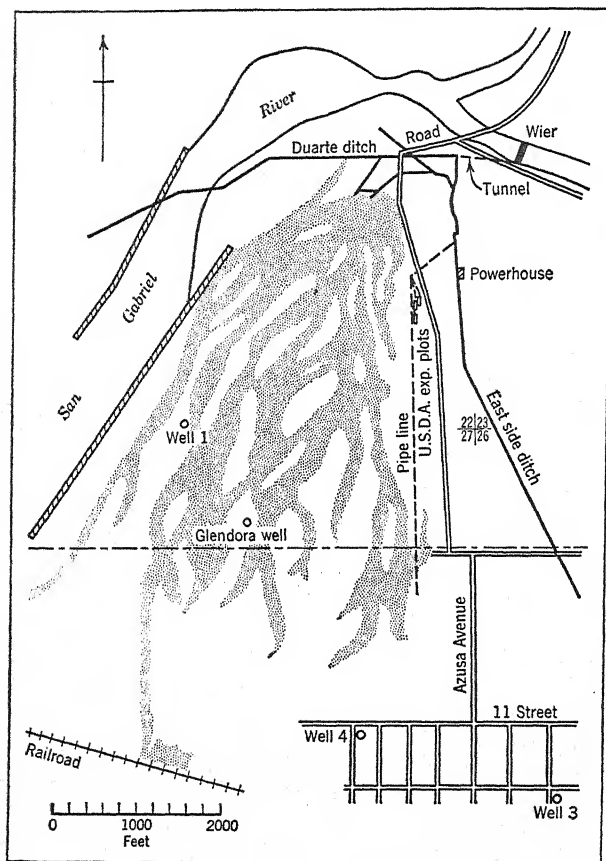 River
Road
Wier
Duarte ditch
Tunnel
Gabriel
Powerhouse
San
Pipe line
U.S.D.A. exp. plots
East side ditch
22|23
27|26
Well 1
Glendora well
Azusa Avenue
11 Street
Well 4
Railroad
Well 3
0 1000 2000
Feet